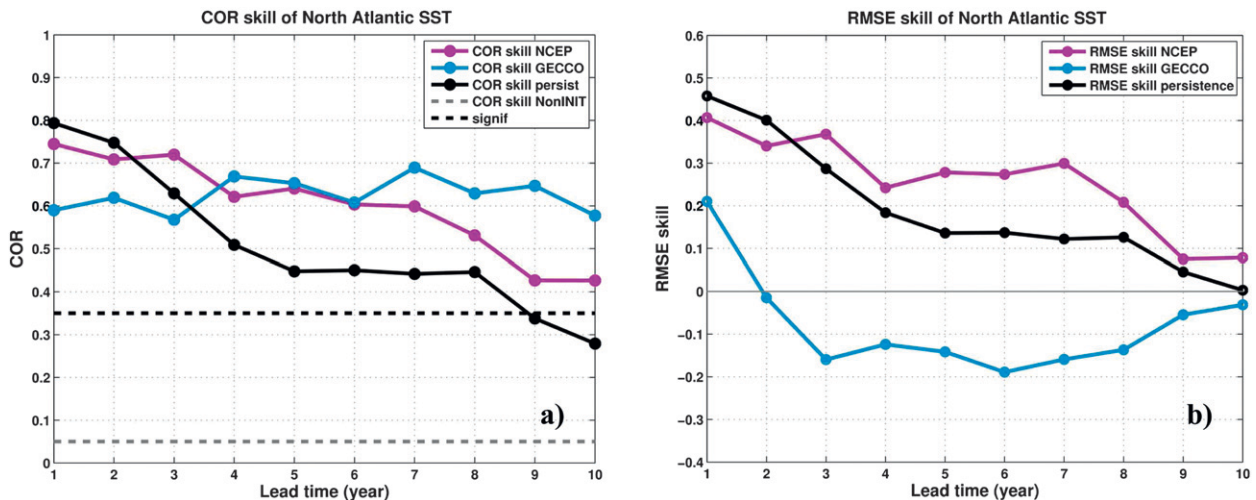 COR skill of North Atlantic SST
1
0.9
0.8
0.7
0.6
0.5
0.4
0.3
0.2
0.1
0
COR
COR skill NCEP
COR skill GECCO
COR skill persist
COR skill NonINIT
signif
a)
1 2 3 4 5 6 7 8 9 10
Lead time (year)
RMSE skill of North Atlantic SST
0.6
0.5
0.4
0.3
0.2
0.1
0
−0.1
−0.2
−0.3
−0.4
RMSE skill
RMSE skill NCEP
RMSE skill GECCO
RMSE skill persistence
b)
1 2 3 4 5 6 7 8 9 10
Lead time (year)